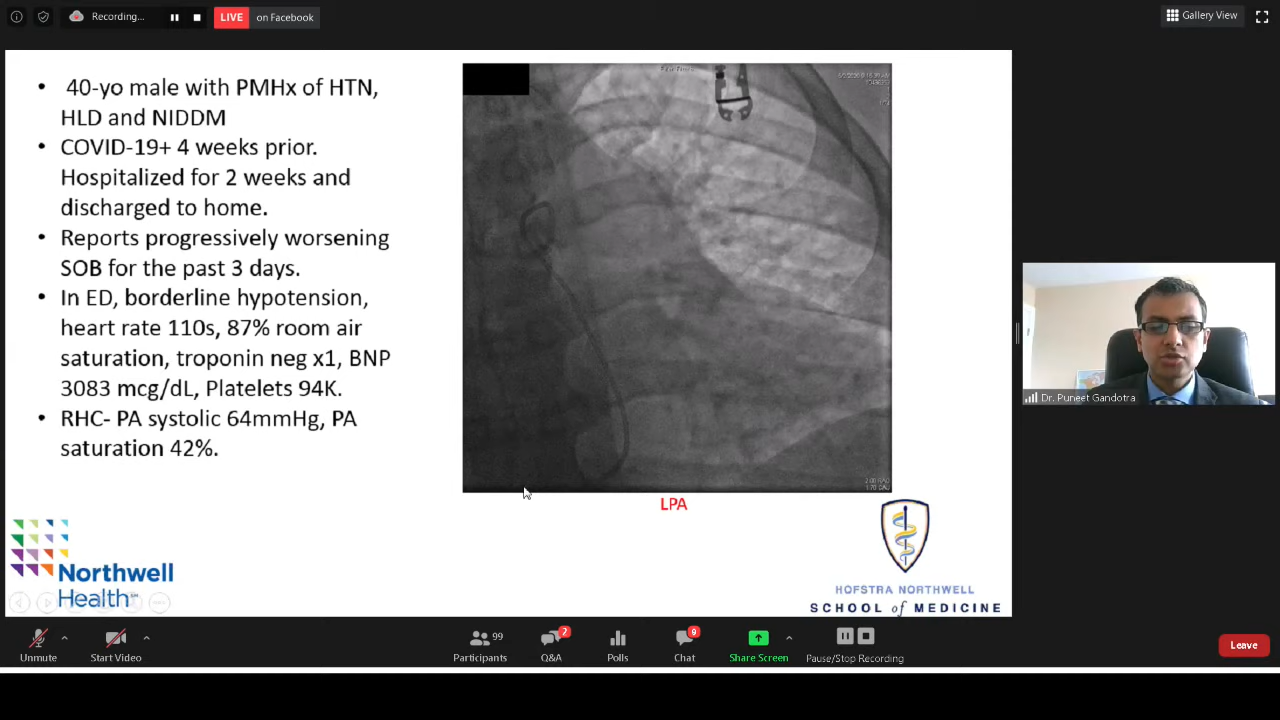 Recording...
LIVE
on Facebook
Gallery View
• 40-yo male with PMHx of HTN,
HLD and NIDDM
• COVID-19+ 4 weeks prior.
Hospitalized for 2 weeks and
discharged to home.
• Reports progressively worsening
SOB for the past 3 days.
• In ED, borderline hypotension,
heart rate 110s, 87% room air
saturation, troponin neg x1, BNP
3083 mcg/dL, Platelets 94K.
• RHC- PA systolic 64mmHg, PA
saturation 42%.
LPA
Northwell
Health
HOFSTRA NORTHWELL
SCHOOL of MEDICINE
Dr. Puneet Gandotra
Unmute
Start Video
99
Participants
2
Q&A
Polls
9
Chat
Share Screen
Pause/Stop Recording
Leave